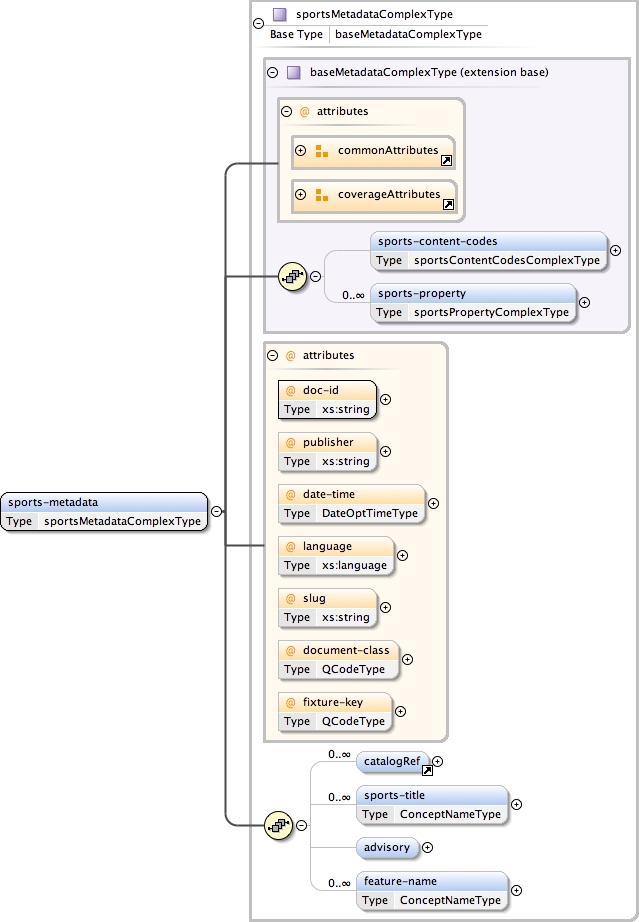 sportsMetadataComplexType
Base Type baseMetadataComplexType
baseMetadataComplexType (extension base)
@ attributes
commonAttributes
coverageAttributes
sports-content-codes
Type sportsContentCodesComplexType
0..∞
sports-property
Type sportsPropertyComplexType
@ attributes
@ doc-id
Type xs:string
@ publisher
Type xs:string
@ date-time
Type DateOptTimeType
sports-metadata
Type sportsMetadataComplexType
@ language
Type xs:language
@ slug
Type xs:string
@ document-class
Type QCodeType
@ fixture-key
Type QCodeType
0..∞
catalogRef
0..∞
sports-title
Type ConceptNameType
advisory
0..∞
feature-name
Type ConceptNameType